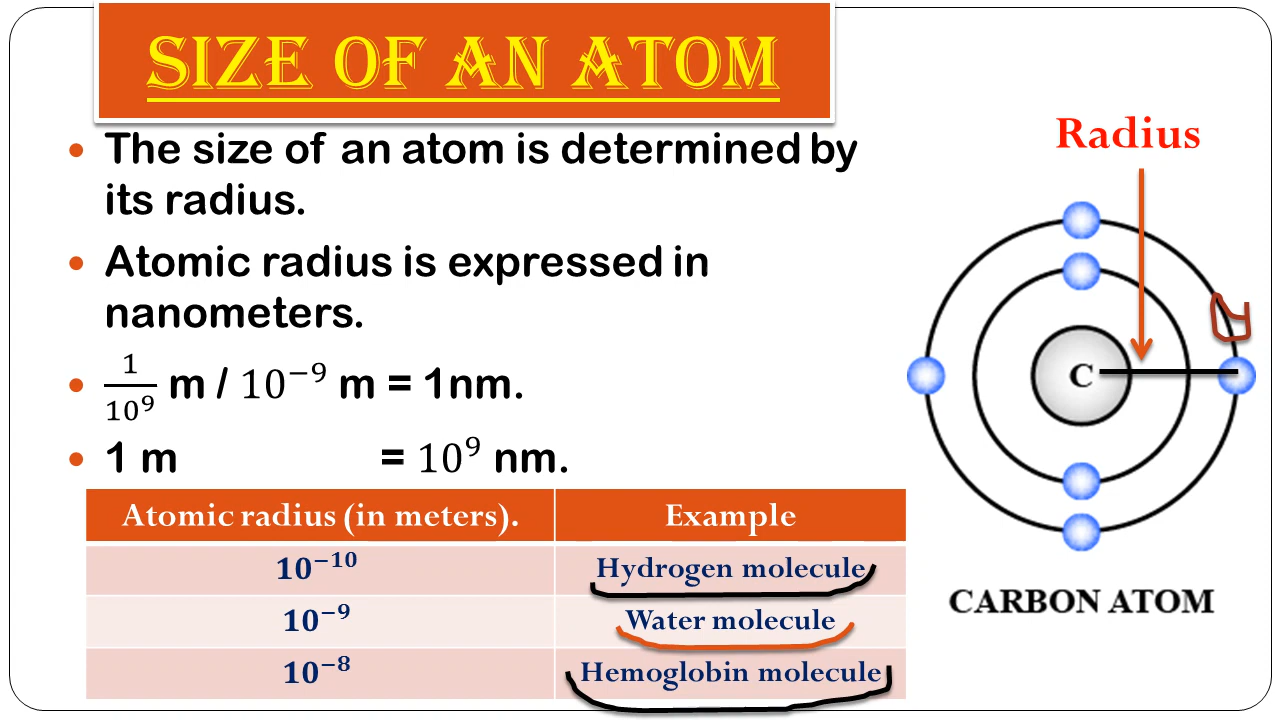 SIZE OF AN ATOM
• The size of an atom is determined by
its radius.
• Atomic radius is expressed in
nanometers.
• 1/10⁹ m / 10⁻⁹ m = 1nm.
• 1 m = 10⁹ nm.
Atomic radius (in meters). Example
10⁻¹⁰ Hydrogen molecule
10⁻⁹ Water molecule
10⁻⁸ Hemoglobin molecule
Radius
C
CARBON ATOM